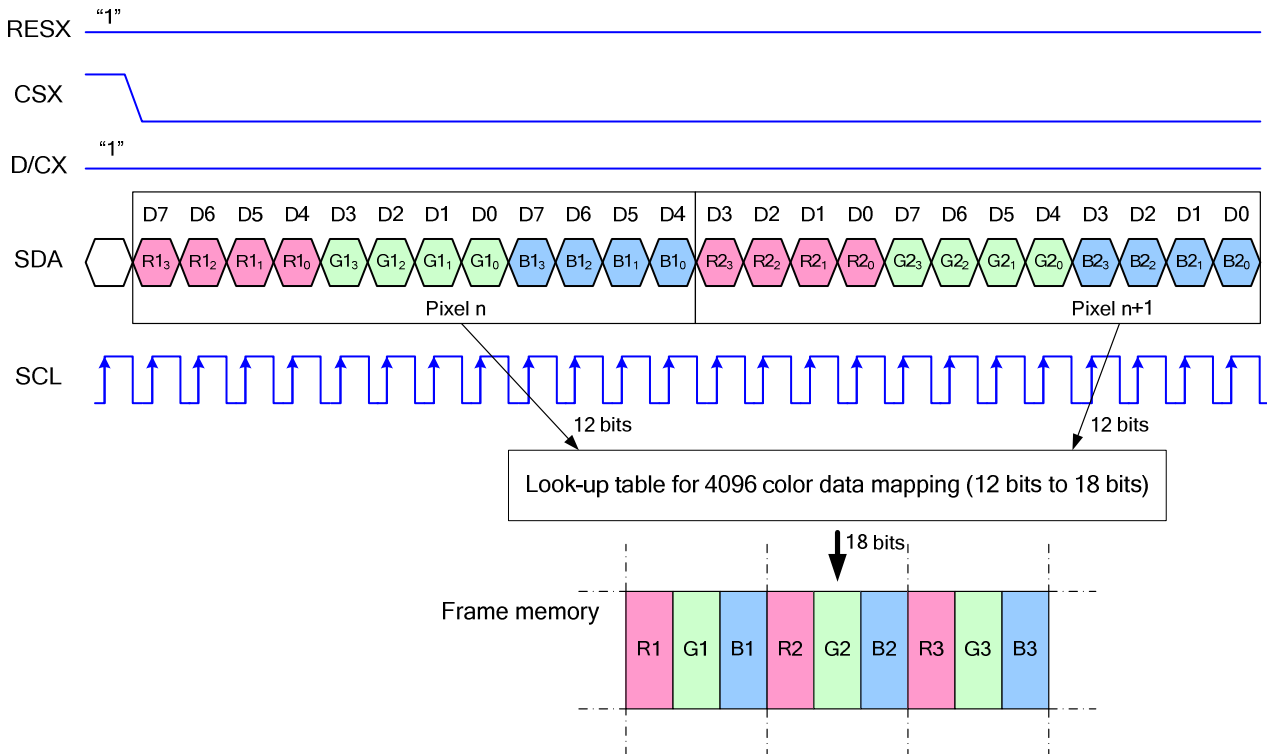 RESX “1”
CSX
D/CX “1”
D7 D6 D5 D4 D3 D2 D1 D0 D7 D6 D5 D4 D3 D2 D1 D0 D7 D6 D5 D4 D3 D2 D1 D0
SDA R1₃ R1₂ R1₁ R1₀ G1₃ G1₂ G1₁ G1₀ B1₃ B1₂ B1₁ B1₀ R2₃ R2₂ R2₁ R2₀ G2₃ G2₂ G2₁ G2₀ B2₃ B2₂ B2₁ B2₀
Pixel n Pixel n+1
SCL
12 bits 12 bits
Look-up table for 4096 color data mapping (12 bits to 18 bits)
18 bits
Frame memory
R1 G1 B1 R2 G2 B2 R3 G3 B3